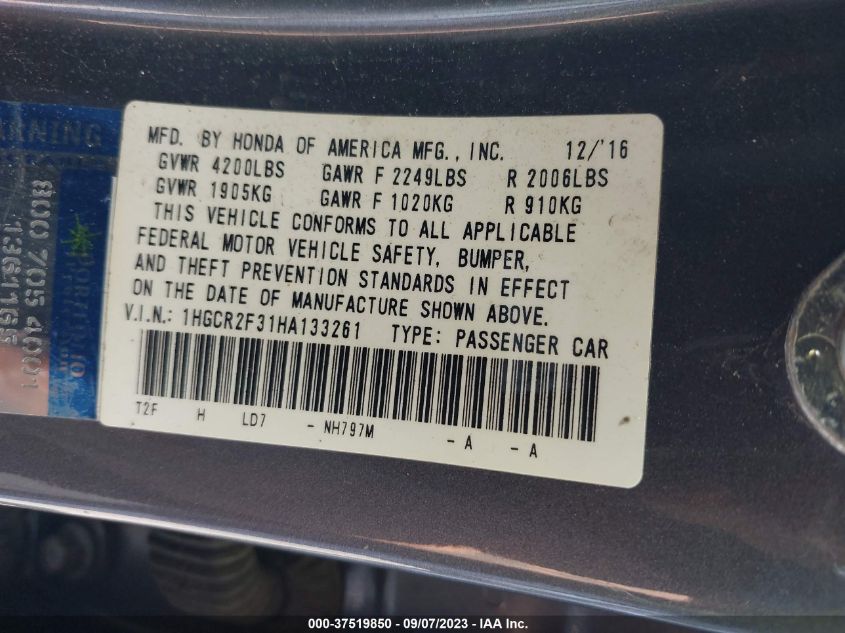 MFD. BY HONDA OF AMERICA MFG., INC. 12/'16
GVWR 4200LBS GAWR F 2249LBS R 2006LBS
GVWR 1905KG GAWR F 1020KG R 910KG
THIS VEHICLE CONFORMS TO ALL APPLICABLE
FEDERAL MOTOR VEHICLE SAFETY, BUMPER,
AND THEFT PREVENTION STANDARDS IN EFFECT
ON THE DATE OF MANUFACTURE SHOWN ABOVE.
V.I.N.: 1HGCR2F31HA133261 TYPE: PASSENGER CAR
T2F H LD7 - NH797M - A - A
800 705 4001
000-37519850 - 09/07/2023 - IAA Inc.